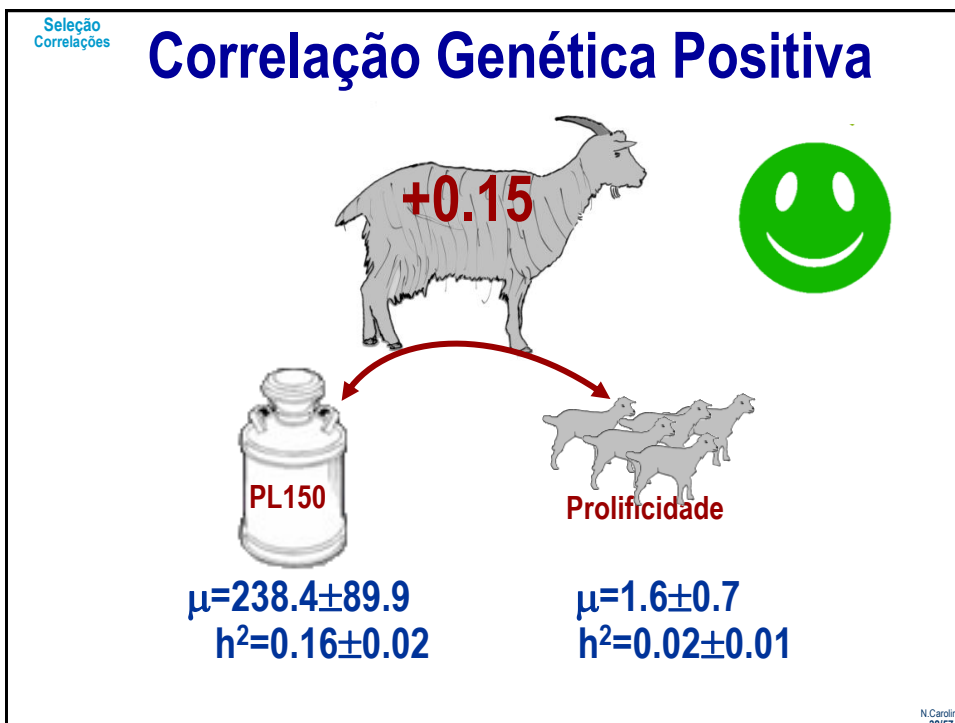 Seleção
Correlações
Correlação Genética Positiva
+0.15
PL150
Prolificidade
μ=238.4±89.9
h²=0.16±0.02
μ=1.6±0.7
h²=0.02±0.01